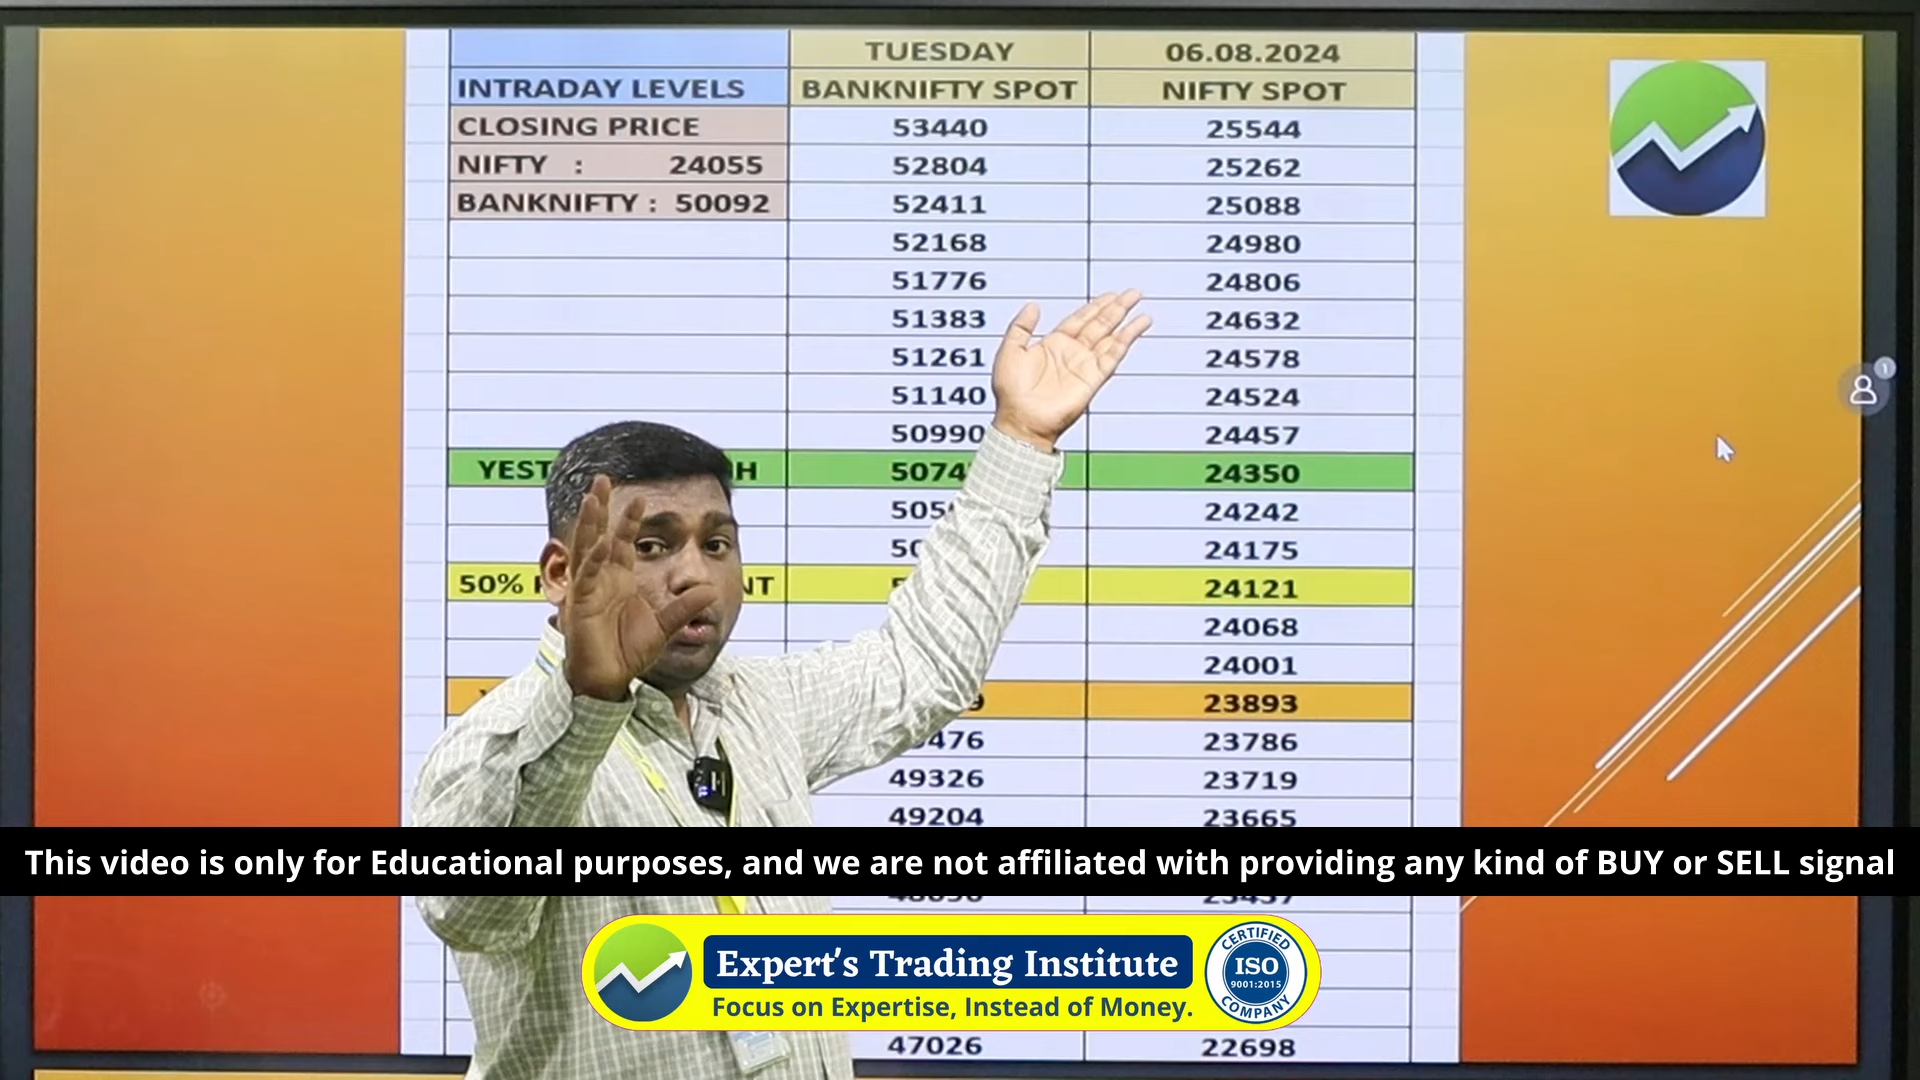 TUESDAY 06.08.2024
INTRADAY LEVELS BANKNIFTY SPOT NIFTY SPOT
CLOSING PRICE 53440 25544
NIFTY : 24055 52804 25262
BANKNIFTY : 50092 52411 25088
52168 24980
51776 24806
51383 24632
51261 24578
51140 24524
50990 24457
24350
24242
24175
50% 24121
24068
24001
23893
23786
49326 23719
49204 23665
This video is only for Educational purposes, and we are not affiliated with providing any kind of BUY or SELL signal
Expert's Trading Institute
Focus on Expertise, Instead of Money.
CERTIFIED
ISO
9001:2015
COMPANY
47026 22698
1